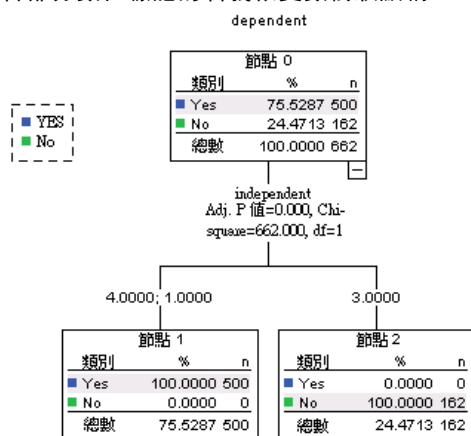 dependent
節點 0
類別 % n
Yes 75.5287 500
No 24.4713 162
總數 100.0000 662
YES
No
independent
Adj. P 值=0.000, Chi-
square=662.000, df=1
4.0000; 1.0000
3.0000
節點 1
類別 % n
Yes 100.0000 500
No 0.0000 0
總數 75.5287 500
節點 2
類別 % n
Yes 0.0000 0
No 100.0000 162
總數 24.4713 162